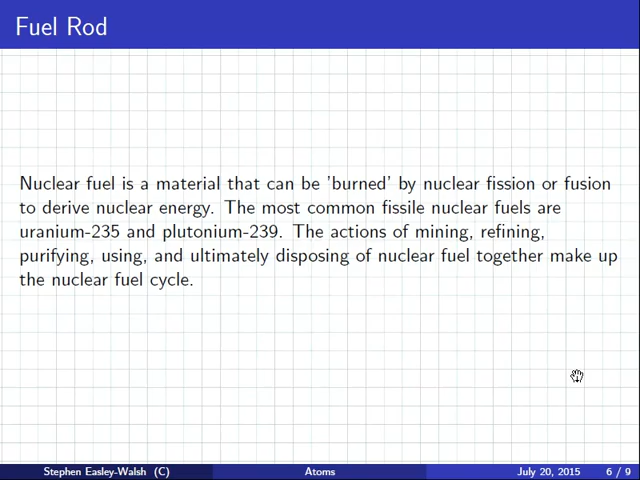 Fuel Rod
Nuclear fuel is a material that can be 'burned' by nuclear fission or fusion
to derive nuclear energy. The most common fissile nuclear fuels are
uranium-235 and plutonium-239. The actions of mining, refining,
purifying, using, and ultimately disposing of nuclear fuel together make up
the nuclear fuel cycle.
Stephen Easley-Walsh (C) Atoms July 20, 2015 6 / 9